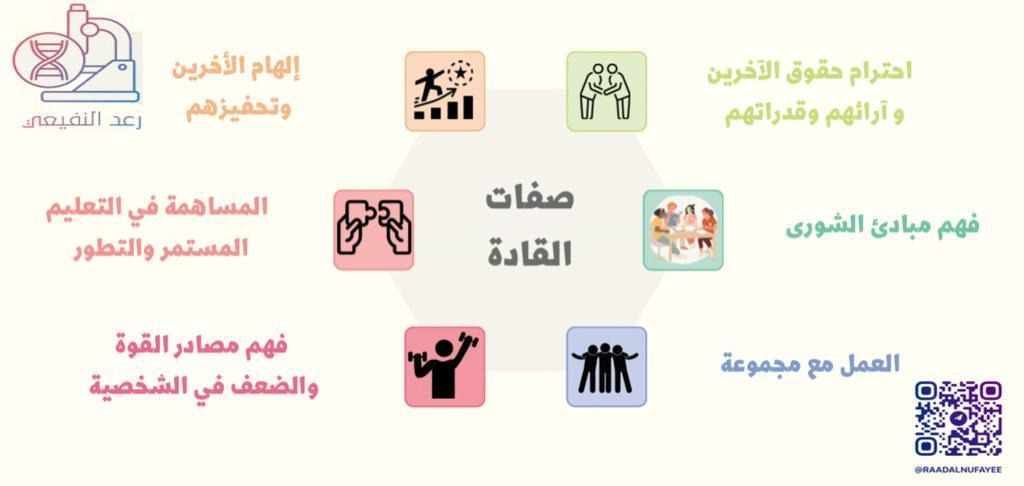 رعد النفيعي
صفات
القادة
احترام حقوق الآخرين
و آرائهم وقدراتهم
فهم مبادئ الشورى
العمل مع مجموعة
إلهام الأخرين
وتحفيزهم
المساهمة في التعليم
المستمر والتطور
فهم مصادر القوة
والضعف في الشخصية
@RAADALNUFAYEE